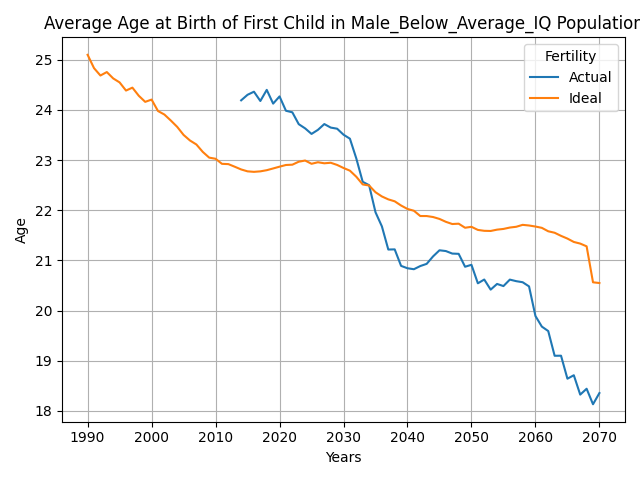 Average Age at Birth of First Child in Male_Below_Average_IQ Population
Fertility
Actual
Ideal
25
24
23
22
21
20
19
18
Age
1990 2000 2010 2020 2030 2040 2050 2060 2070
Years